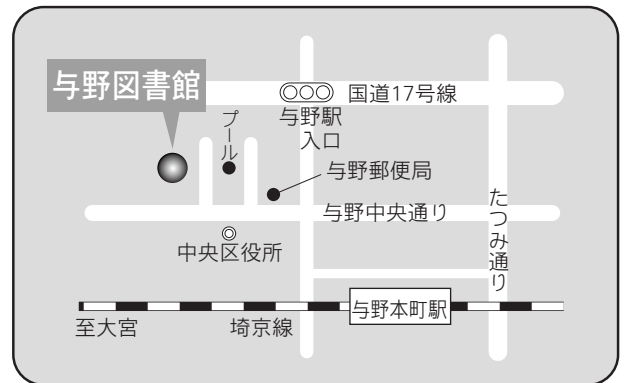 与野図書館
国道17号線
与野駅
入口
プール
与野郵便局
与野中央通り
たつみ通り
中央区役所
与野本町駅
至大宮
埼京線